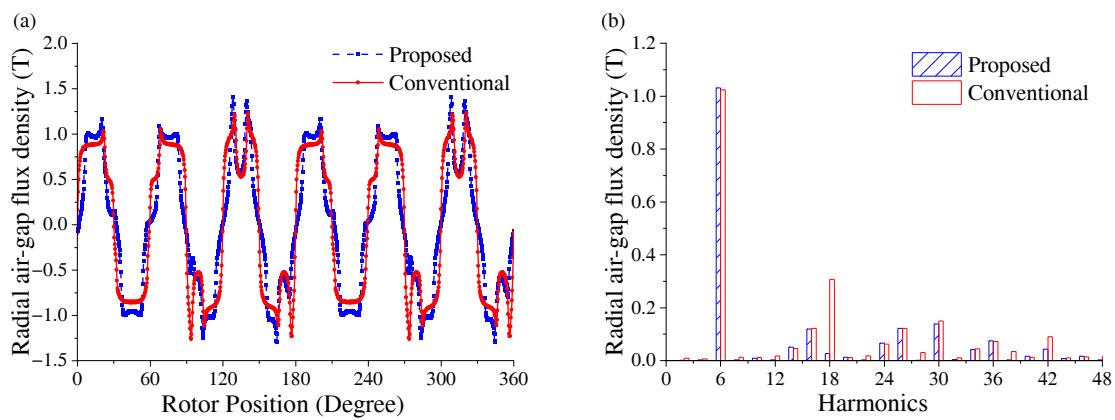 (a)
Radial air-gap flux density (T)
2.0
1.5
1.0
0.5
0.0
−0.5
−1.0
−1.5
0 60 120 180 240 300 360
Rotor Position (Degree)
Proposed
Conventional
(b)
Radial air-gap flux density (T)
1.2
1.0
0.8
0.6
0.4
0.2
0.0
0 6 12 18 24 30 36 42 48
Harmonics
Proposed
Conventional